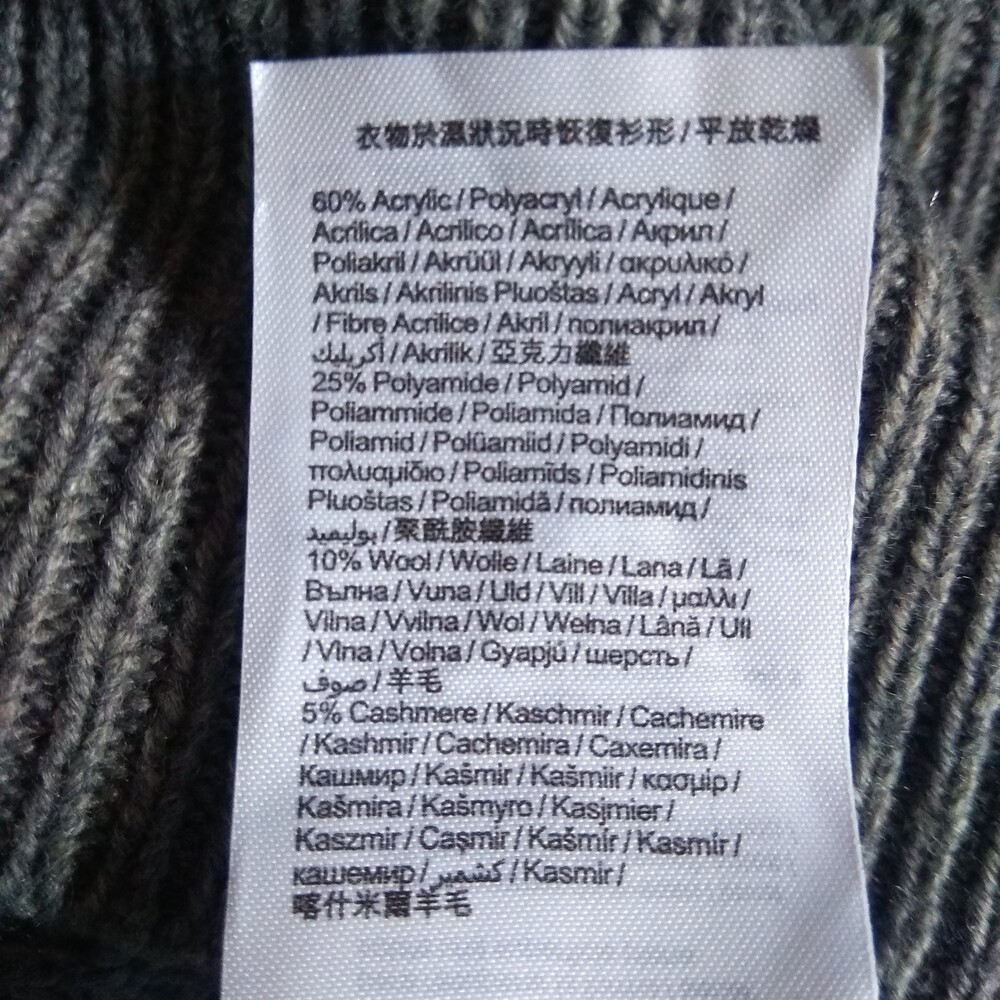 衣物於濕狀況時恢復衫形/平放乾燥
60% Acrylic / Polyacryl / Acrylique /
Acrilica / Acrilico / Acrílica / Акрил /
Poliakril / Akrüül / Akryyli / ακρυλικό /
Akrils / Akrilinis Pluoštas / Acryl / Akryl
/ Fibre Acrilice / Akril / полиакрил /
أكريليك / Akrilik / 亞克力纖維
25% Polyamide / Polyamid /
Poliammide / Poliamida / Полиамид /
Poliamid / Polüamiid / Polyamidi /
πολυαμίδιο / Poliamīds / Poliamidinis
Pluoštas / Poliamidă / полиамид /
بوليميد / 聚酰胺纖維
10% Wool / Wolle / Laine / Lana / Lã /
Вълна / Vuna / Uld / Vill / Villa / μαλλι /
Vilna / Vvilna / Wol / Wełna / Lână / Ull
/ Vlna / Volna / Gyapjú / шерсть /
صوف / 羊毛
5% Cashmere / Kaschmir / Cachemire
/ Kashmir / Cachemira / Caxemira /
Кашмир / Kašmir / Kašmiir / κασμίρ /
Kašmira / Kašmyro / Kasjmier /
Kaszmir / Caşmir / Kašmír / Kasmír /
кашемир / كشمير / Kasmir /
喀什米爾羊毛